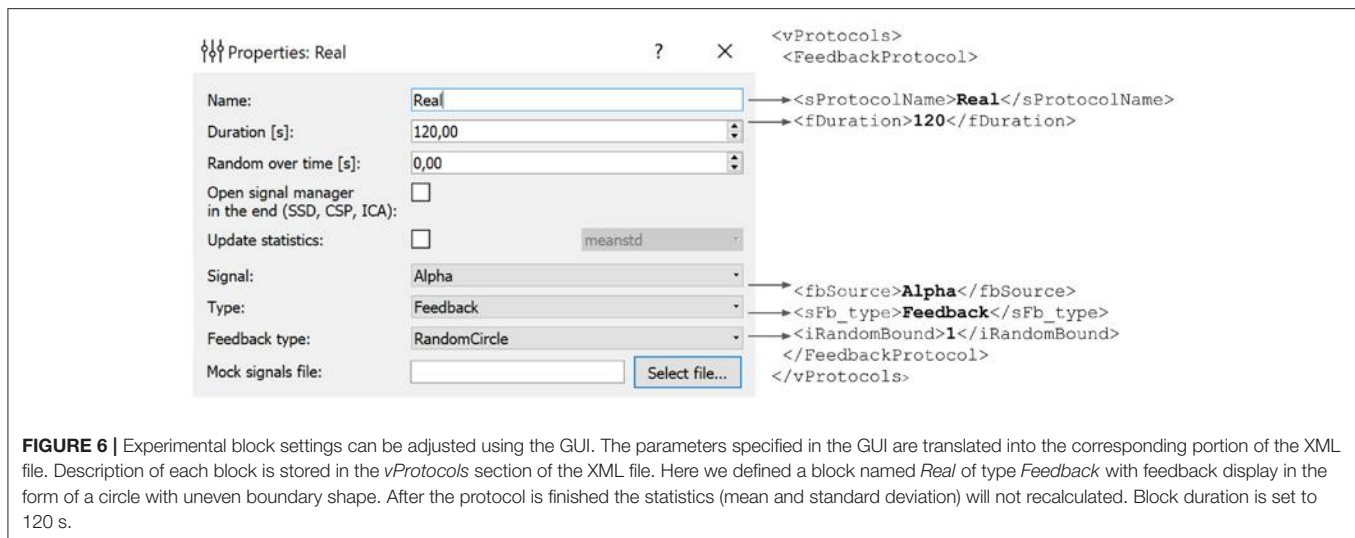 Properties: Real ? ×
Name: Real
Duration [s]: 120,00
Random over time [s]: 0,00
Open signal manager
in the end (SSD, CSP, ICA):
Update statistics: meanstd
Signal: Alpha
Type: Feedback
Feedback type: RandomCircle
Mock signals file: Select file...
<vProtocols>
<FeedbackProtocol>
<sProtocolName>Real</sProtocolName>
<fDuration>120</fDuration>
<fbSource>Alpha</fbSource>
<sFb_type>Feedback</sFb_type>
<iRandomBound>1</iRandomBound>
</FeedbackProtocol>
</vProtocols>
FIGURE 6 | Experimental block settings can be adjusted using the GUI. The parameters specified in the GUI are translated into the corresponding portion of the XML
file. Description of each block is stored in the vProtocols section of the XML file. Here we defined a block named Real of type Feedback with feedback display in the
form of a circle with uneven boundary shape. After the protocol is finished the statistics (mean and standard deviation) will not recalculated. Block duration is set to
120 s.